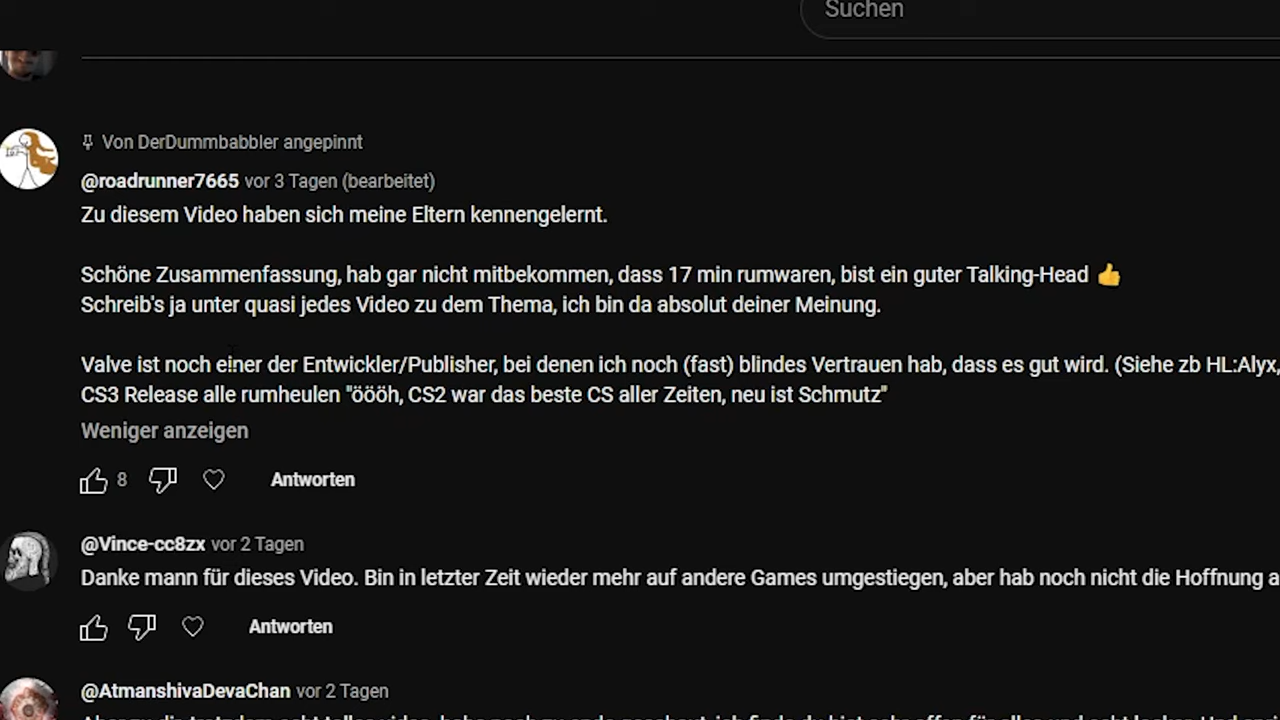 Suchen
Von DerDummbabbler angepinnt
@roadrunner7665 vor 3 Tagen (bearbeitet)
Zu diesem Video haben sich meine Eltern kennengelernt.
Schöne Zusammenfassung, hab gar nicht mitbekommen, dass 17 min rumwaren, bist ein guter Talking-Head 👍
Schreib's ja unter quasi jedes Video zu dem Thema, ich bin da absolut deiner Meinung.
Valve ist noch einer der Entwickler/Publisher, bei denen ich noch (fast) blindes Vertrauen hab, dass es gut wird. (Siehe zb HL:Alyx,
CS3 Release alle rumheulen "öööh, CS2 war das beste CS aller Zeiten, neu ist Schmutz"
Weniger anzeigen
8 Antworten
@Vince-cc8zx vor 2 Tagen
Danke mann für dieses Video. Bin in letzter Zeit wieder mehr auf andere Games umgestiegen, aber hab noch nicht die Hoffnung a
Antworten
@AtmanshivaDevaChan vor 2 Tagen